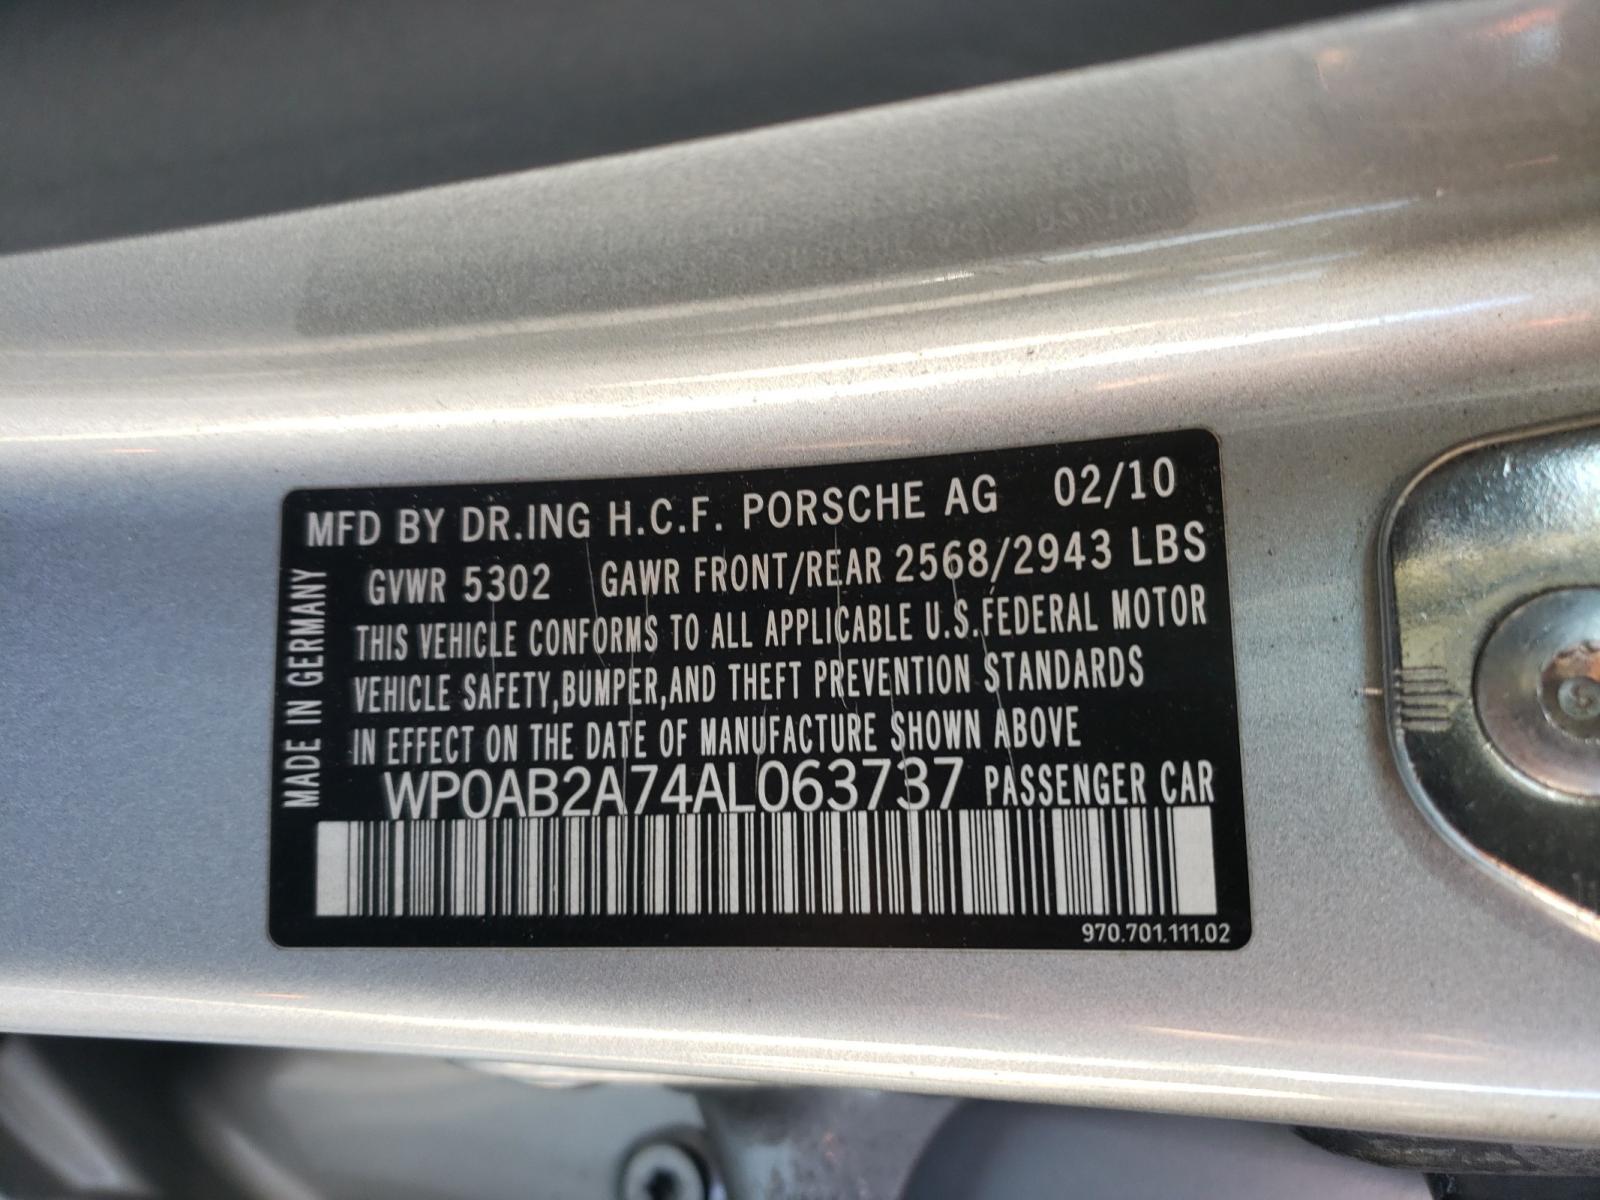 MFD BY DR.ING H.C.F. PORSCHE AG 02/10
GVWR 5302 GAWR FRONT/REAR 2568/2943 LBS
THIS VEHICLE CONFORMS TO ALL APPLICABLE U.S.FEDERAL MOTOR
VEHICLE SAFETY,BUMPER,AND THEFT PREVENTION STANDARDS
IN EFFECT ON THE DATE OF MANUFACTURE SHOWN ABOVE
WP0AB2A74AL063737 PASSENGER CAR
970.701.111.02
MADE IN GERMANY